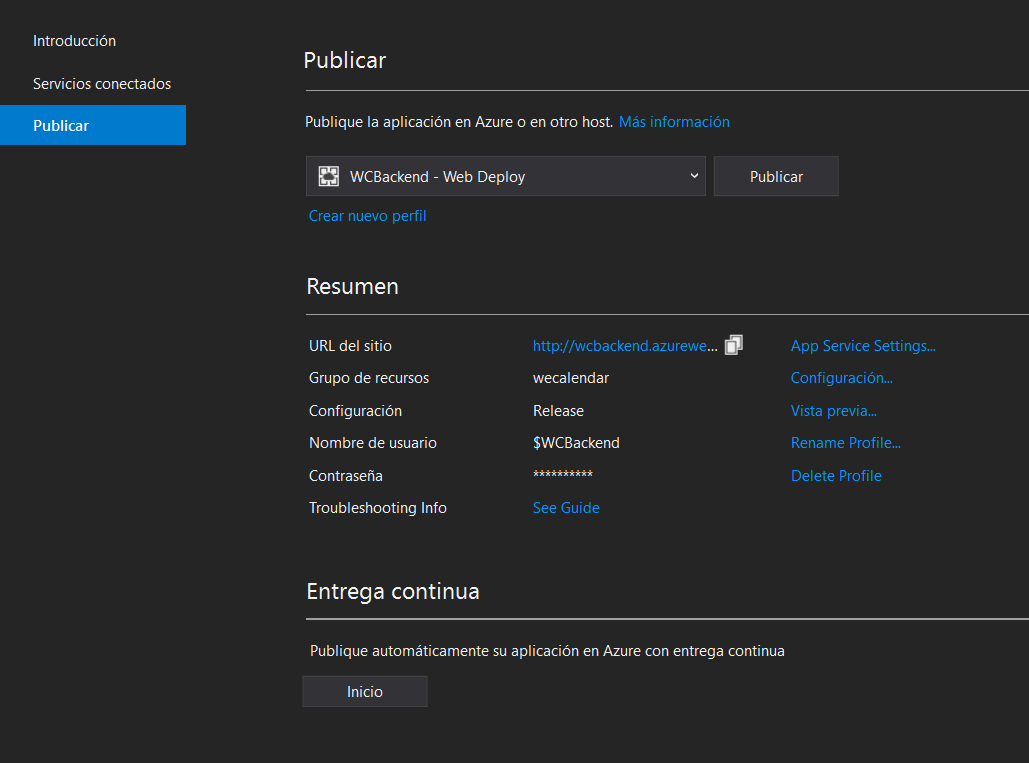 Introducción
Servicios conectados
Publicar
Publicar
Publique la aplicación en Azure o en otro host. Más información
WCBackend - Web Deploy
Publicar
Crear nuevo perfil
Resumen
URL del sitio http://wcbackend.azurewe... App Service Settings...
Grupo de recursos wecalendar Configuración...
Configuración Release Vista previa...
Nombre de usuario $WCBackend Rename Profile...
Contraseña ********** Delete Profile
Troubleshooting Info See Guide
Entrega continua
Publique automáticamente su aplicación en Azure con entrega continua
Inicio